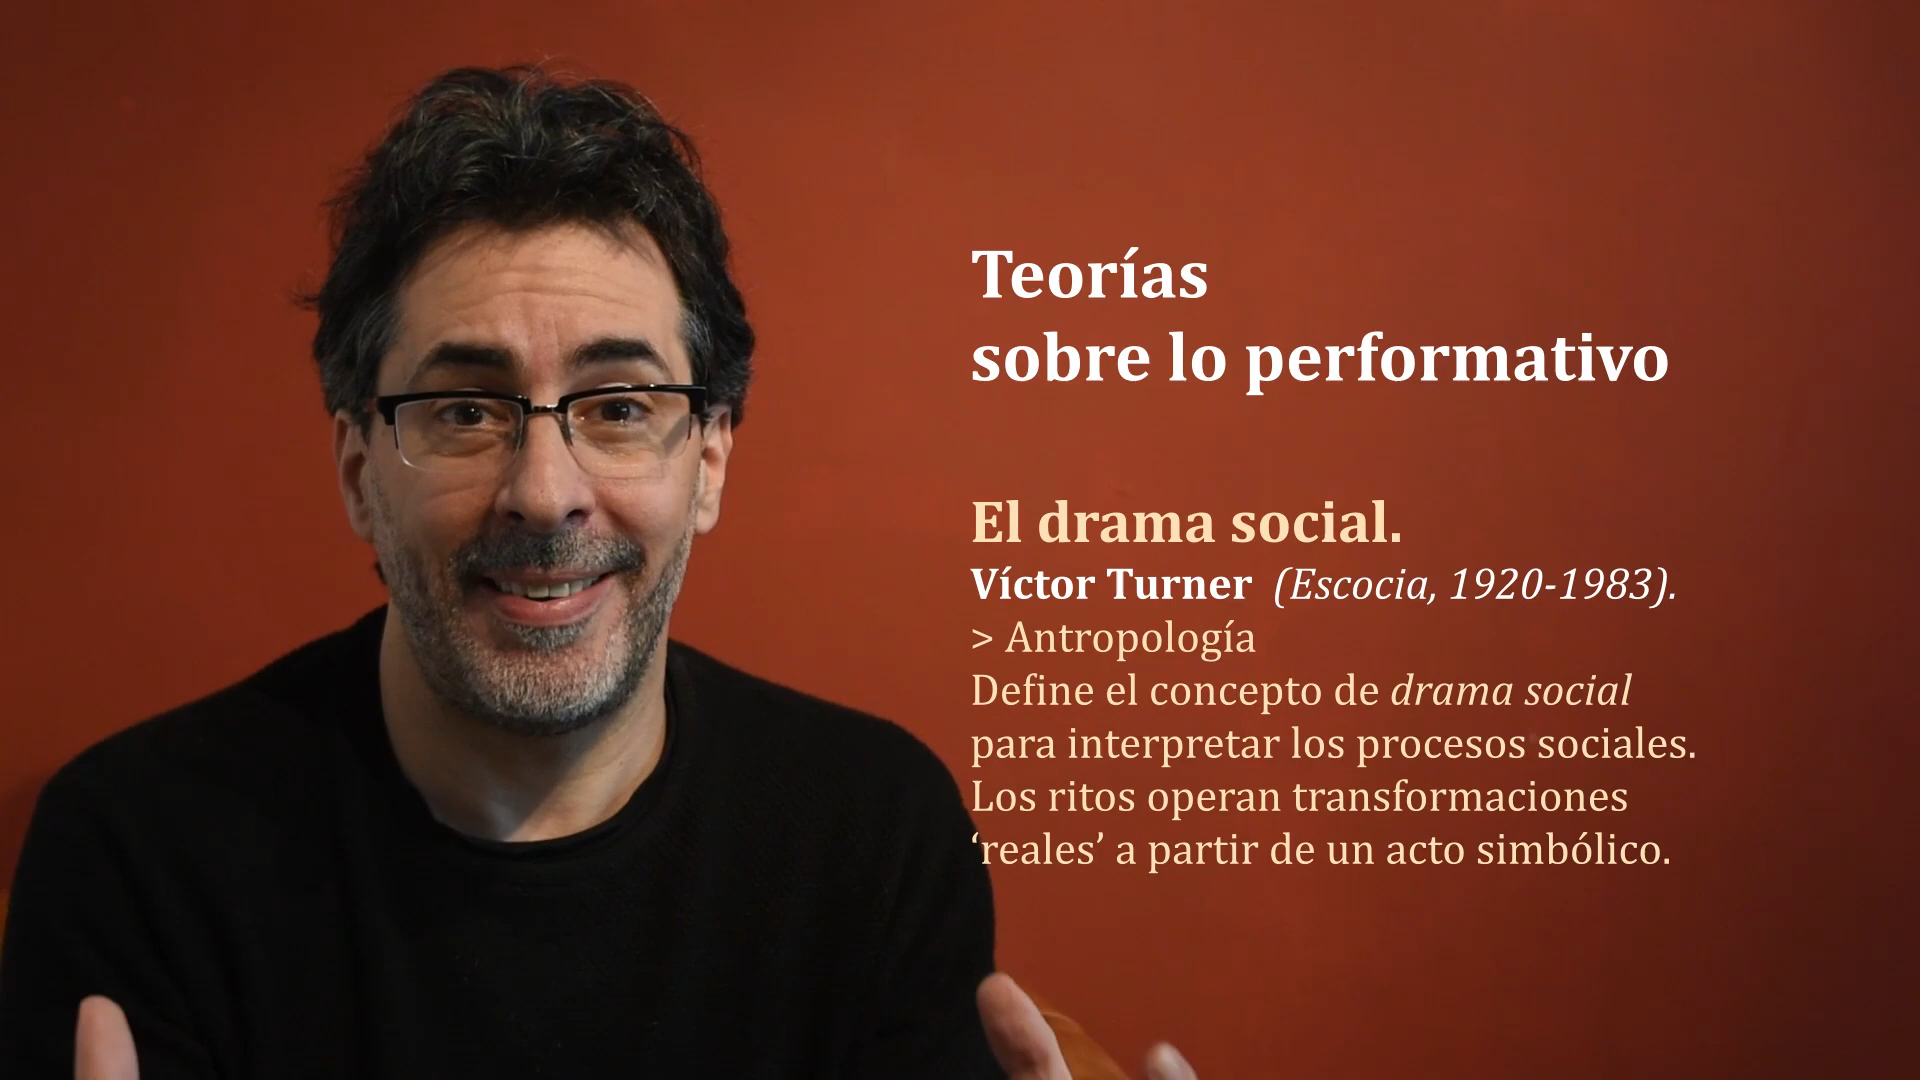 Teorías
sobre lo performativo
El drama social.
Víctor Turner (Escocia, 1920-1983).
> Antropología
Define el concepto de drama social
para interpretar los procesos sociales.
Los ritos operan transformaciones
‘reales’ a partir de un acto simbólico.